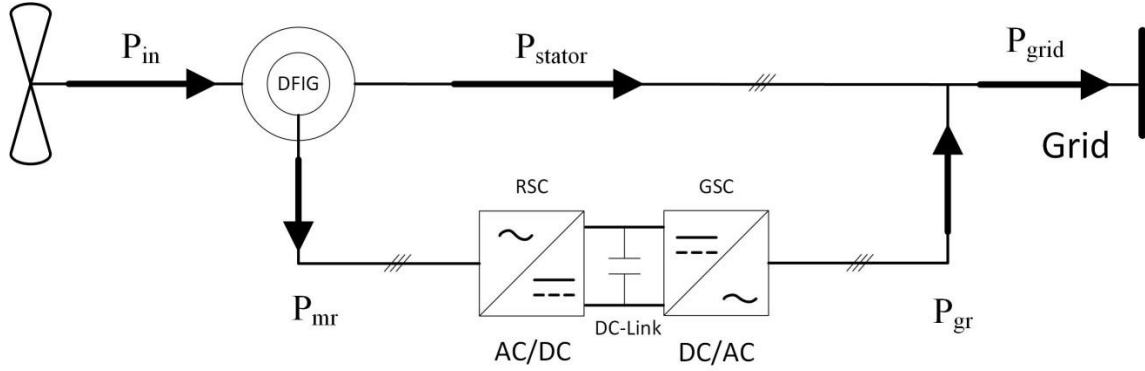 P_in
P_stator
P_grid
DFIG
Grid
RSC
GSC
P_mr
DC-Link
P_gr
AC/DC
DC/AC